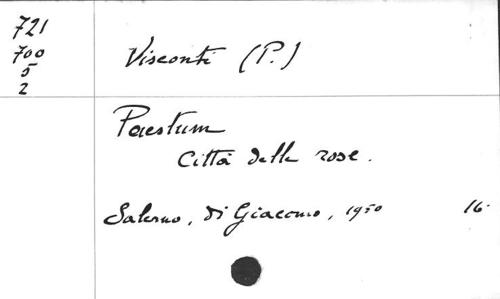 721
700
5
2
Visconti (P.)
Paestum
Città delle rose.
Salerno, Di Giacomo, 1950 16.